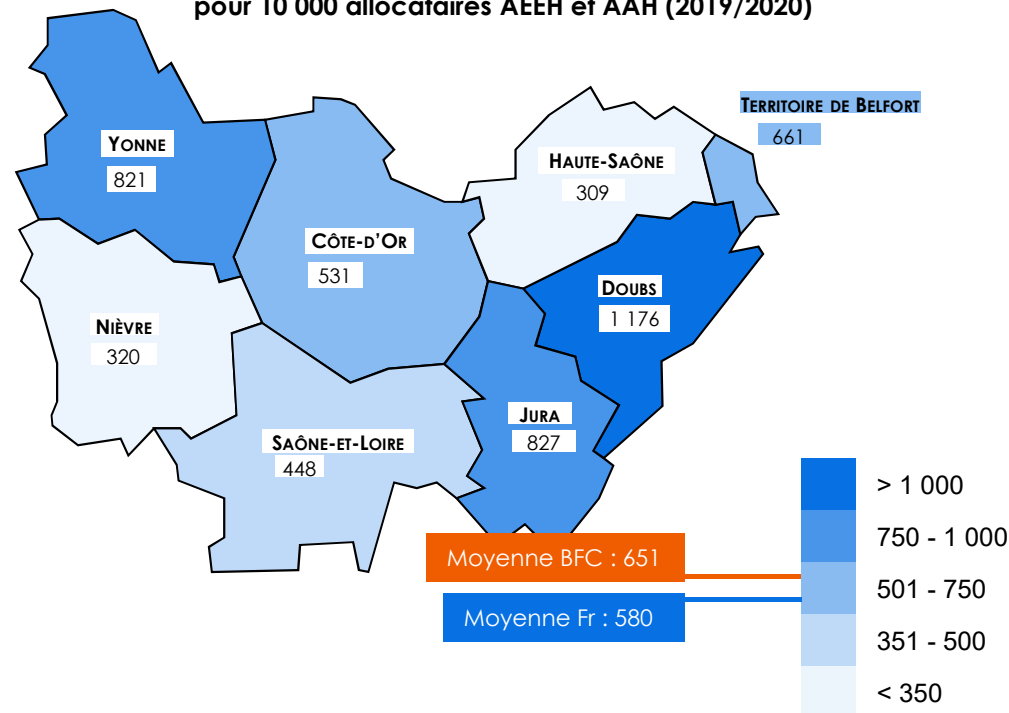 pour 10 000 allocataires AEEH et AAH (2019/2020)
TERRITOIRE DE BELFORT
661
YONNE
821
HAUTE-SAÔNE
309
CÔTE-D'OR
531
DOUBS
1 176
NIÈVRE
320
JURA
827
SAÔNE-ET-LOIRE
448
> 1 000
750 - 1 000
501 - 750
351 - 500
< 350
Moyenne BFC : 651
Moyenne Fr : 580